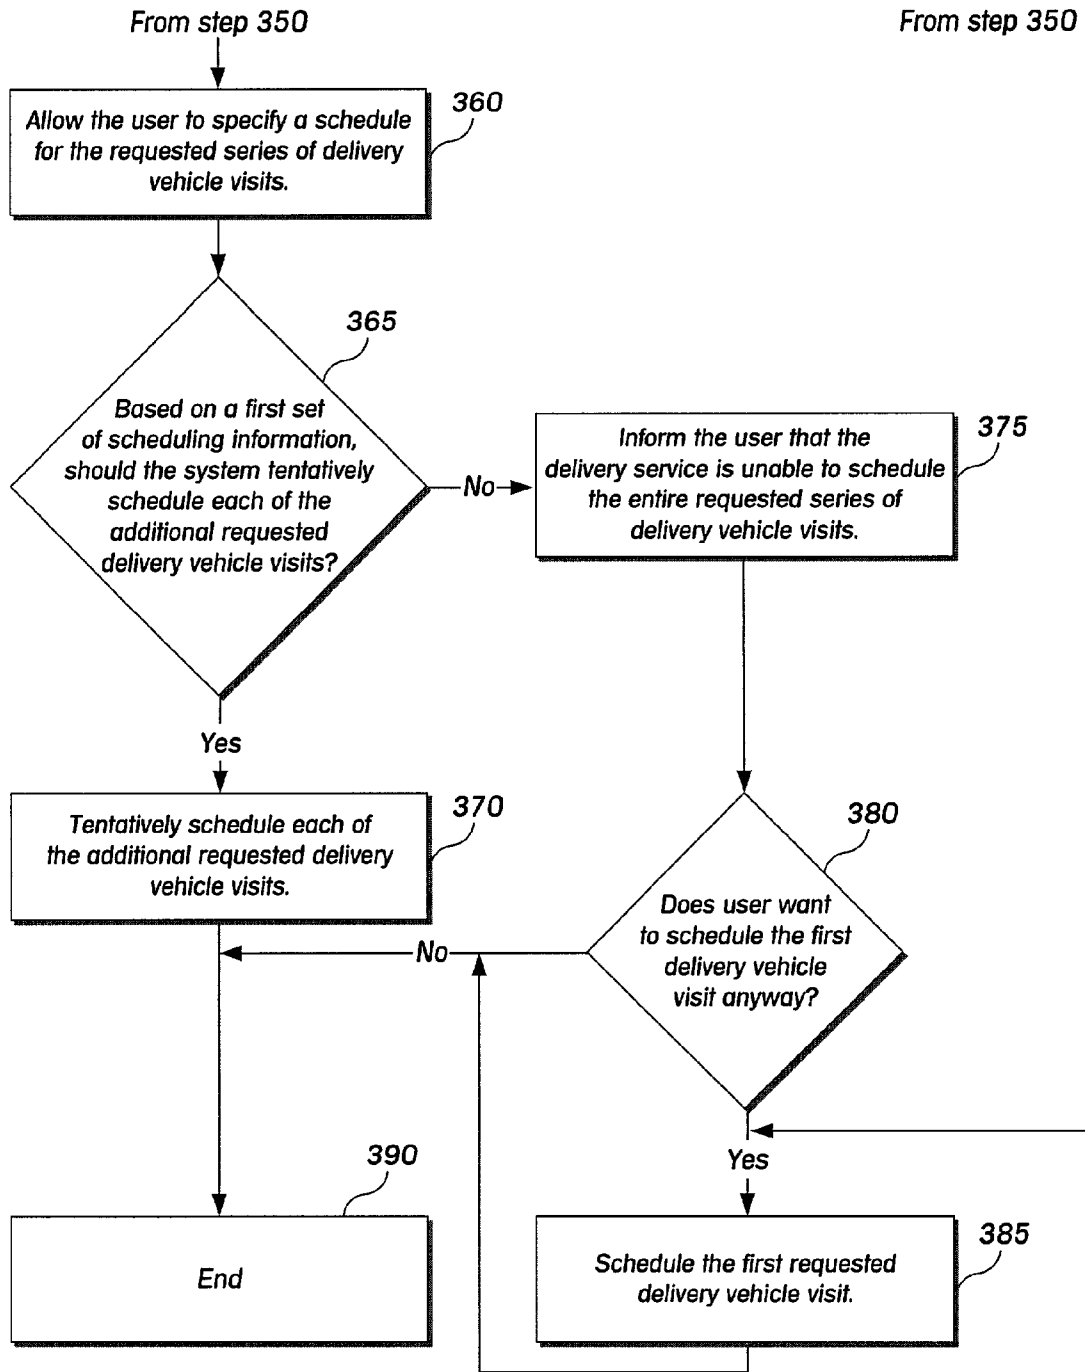 From step 350
From step 350
360
Allow the user to specify a schedule
for the requested series of delivery
vehicle visits.
365
Based on a first set
of scheduling information,
should the system tentatively
schedule each of the
additional requested
delivery vehicle visits?
No
375
Inform the user that the
delivery service is unable to schedule
the entire requested series of
delivery vehicle visits.
Yes
370
Tentatively schedule each of
the additional requested delivery
vehicle visits.
380
Does user want
to schedule the first
delivery vehicle
visit anyway?
No
Yes
390
End
385
Schedule the first requested
delivery vehicle visit.